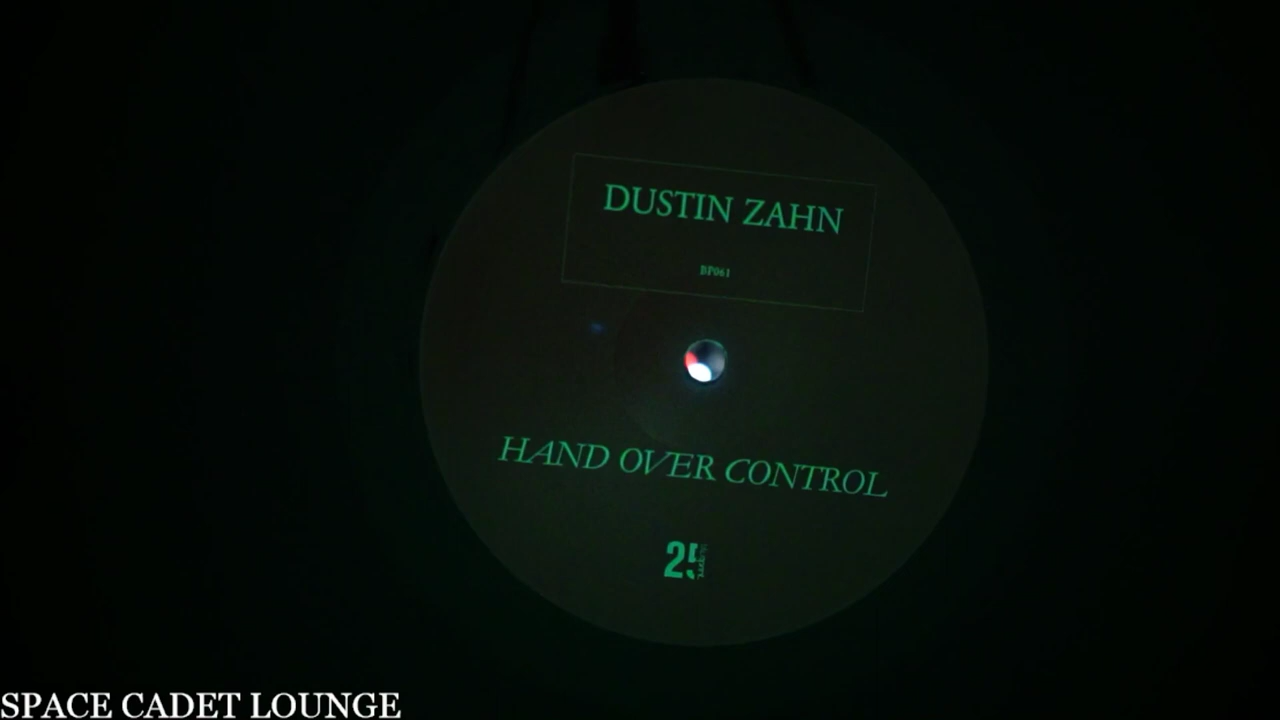 DUSTIN ZAHN
BP061
HAND OVER CONTROL
25
SPACE CADET LOUNGE